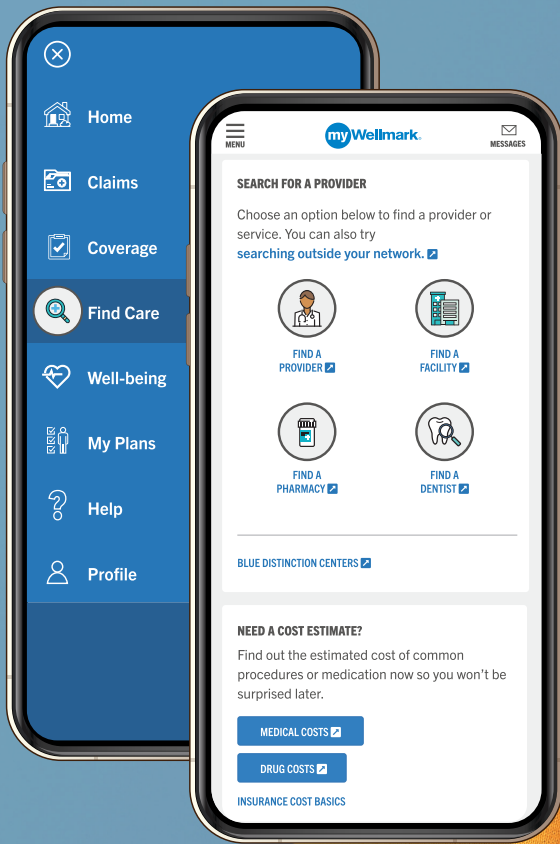 Home
Claims
Coverage
Find Care
Well-being
My Plans
Help
Profile
MENU
myWellmark.
MESSAGES
SEARCH FOR A PROVIDER
Choose an option below to find a provider or
service. You can also try
searching outside your network.
FIND A
PROVIDER
FIND A
FACILITY
FIND A
PHARMACY
FIND A
DENTIST
BLUE DISTINCTION CENTERS
NEED A COST ESTIMATE?
Find out the estimated cost of common
procedures or medication now so you won't be
surprised later.
MEDICAL COSTS
DRUG COSTS
INSURANCE COST BASICS